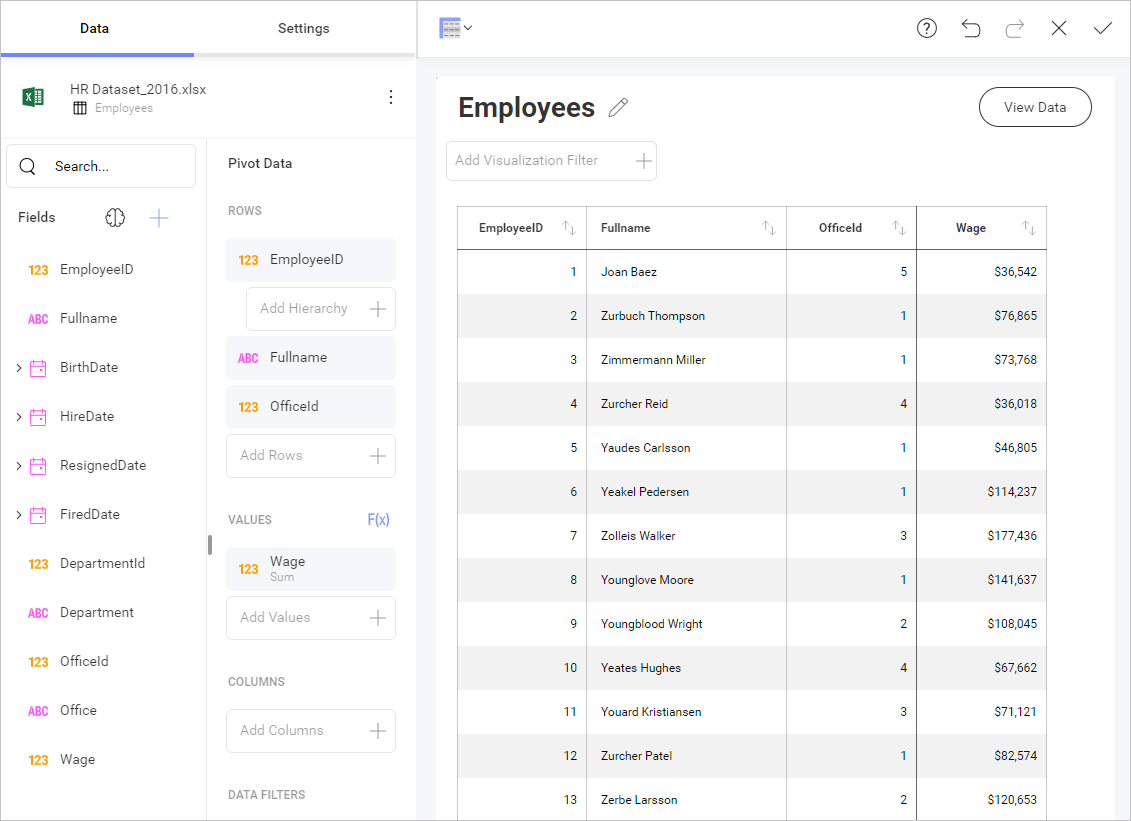 Data
Settings
HR Dataset_2016.xlsx
Employees
Search...
Fields
123 EmployeeID
ABC Fullname
BirthDate
HireDate
ResignedDate
FiredDate
123 DepartmentId
ABC Department
123 OfficeId
ABC Office
123 Wage
Pivot Data
ROWS
123 EmployeeID
Add Hierarchy
ABC Fullname
123 OfficeId
Add Rows
VALUES F(x)
123 Wage
Sum
Add Values
COLUMNS
Add Columns
DATA FILTERS
?
Employees
View Data
Add Visualization Filter
EmployeeID Fullname OfficeId Wage
1 Joan Baez 5 $36,542
2 Zurbuch Thompson 1 $76,865
3 Zimmermann Miller 1 $73,768
4 Zurcher Reid 4 $36,018
5 Yaudes Carlsson 1 $46,805
6 Yeakel Pedersen 1 $114,237
7 Zolleis Walker 3 $177,436
8 Younglove Moore 1 $141,637
9 Youngblood Wright 2 $108,045
10 Yeates Hughes 4 $67,662
11 Youard Kristiansen 3 $71,121
12 Zurcher Patel 1 $82,574
13 Zerbe Larsson 2 $120,653